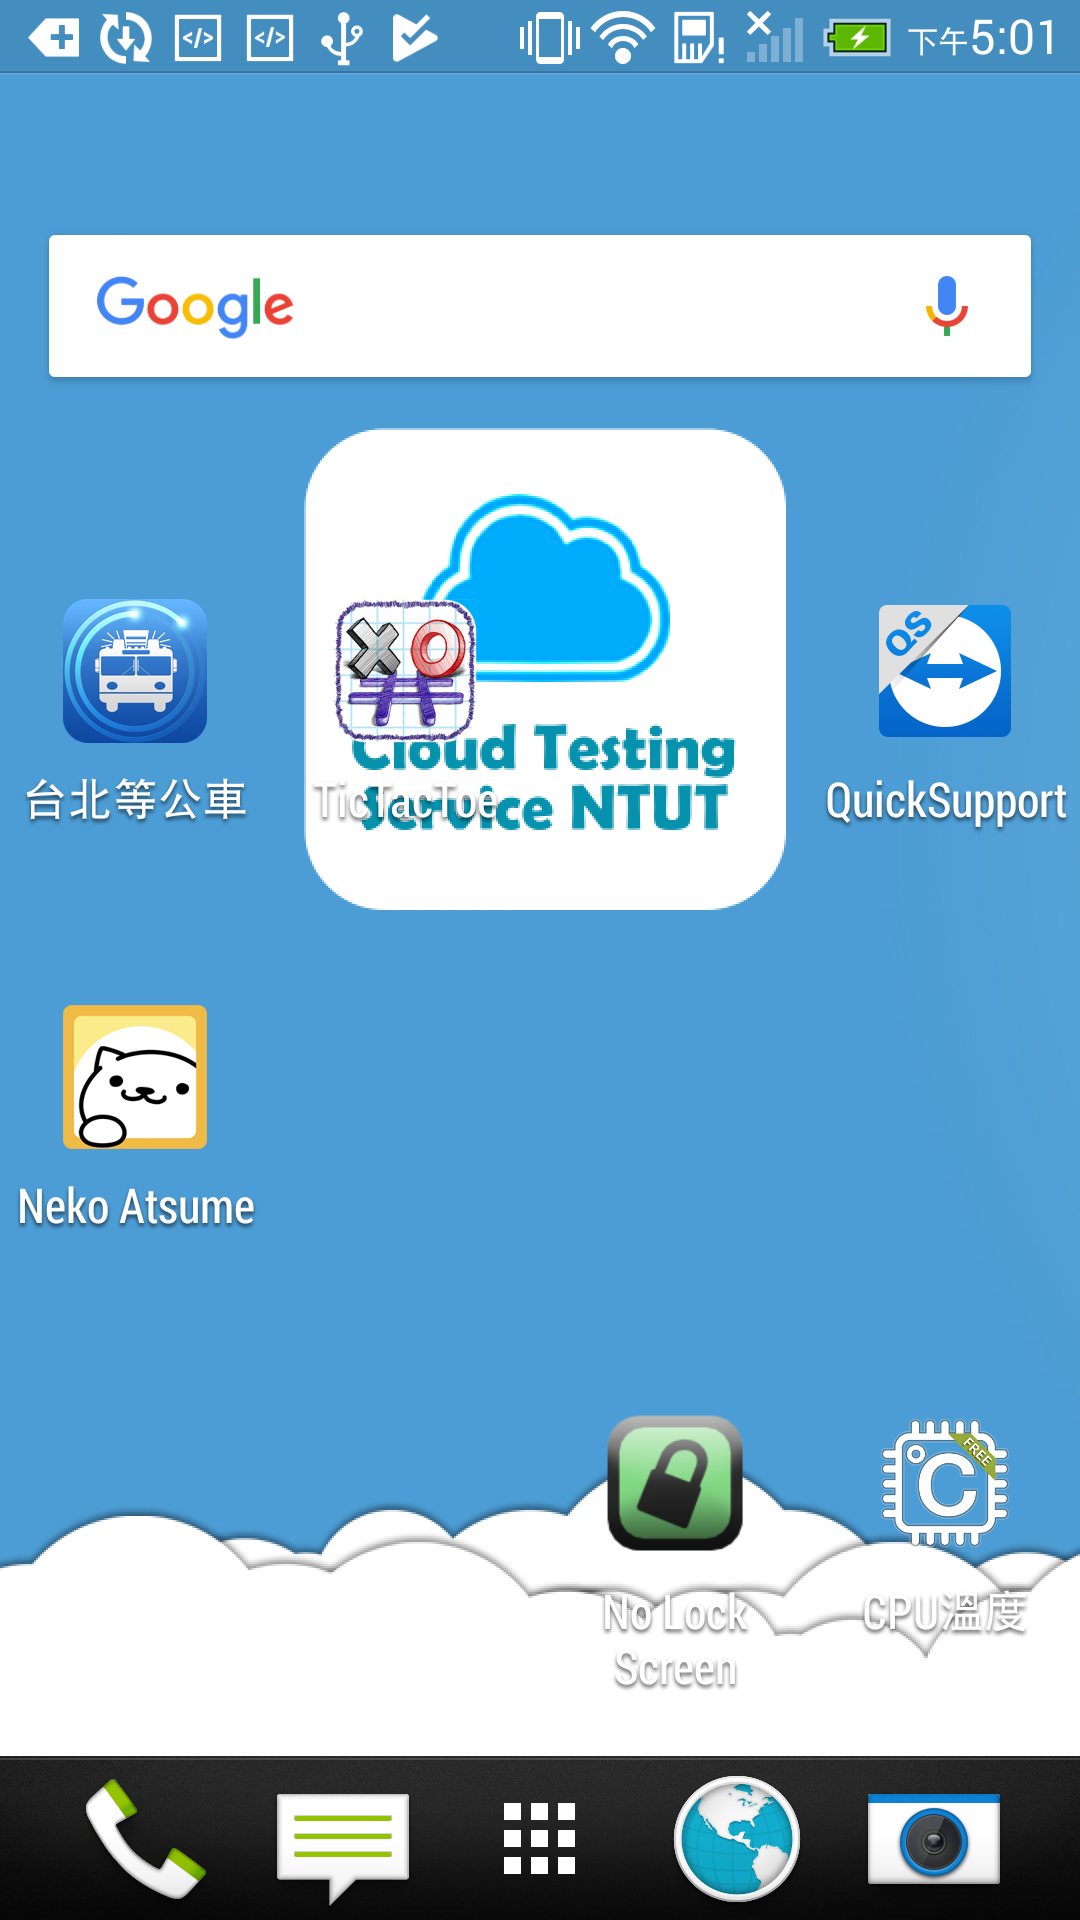 下午5:01
Google
Cloud Testing
Service NTUT
QS
台北等公車
TicTacToe
QuickSupport
Neko Atsume
FREE
C
No Lock
Screen
CPU溫度